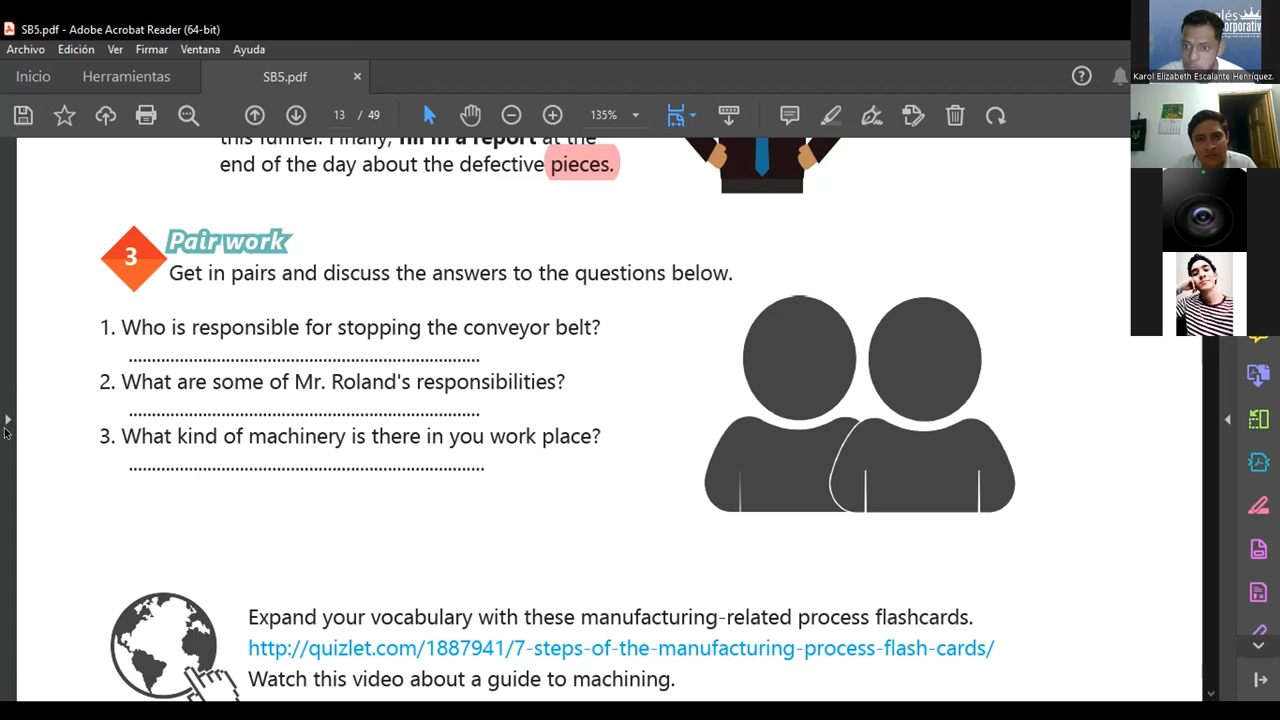 SB5.pdf - Adobe Acrobat Reader (64-bit)
Archivo Edición Ver Firmar Ventana Ayuda
Inicio Herramientas SB5.pdf ×
13 / 49 135%
end of the day about the defective pieces.
3 Pair work
Get in pairs and discuss the answers to the questions below.
1. Who is responsible for stopping the conveyor belt?
2. What are some of Mr. Roland's responsibilities?
3. What kind of machinery is there in you work place?
Expand your vocabulary with these manufacturing-related process flashcards.
http://quizlet.com/1887941/7-steps-of-the-manufacturing-process-flash-cards/
Watch this video about a guide to machining.
Karol Elizabeth Escalante Henríquez.